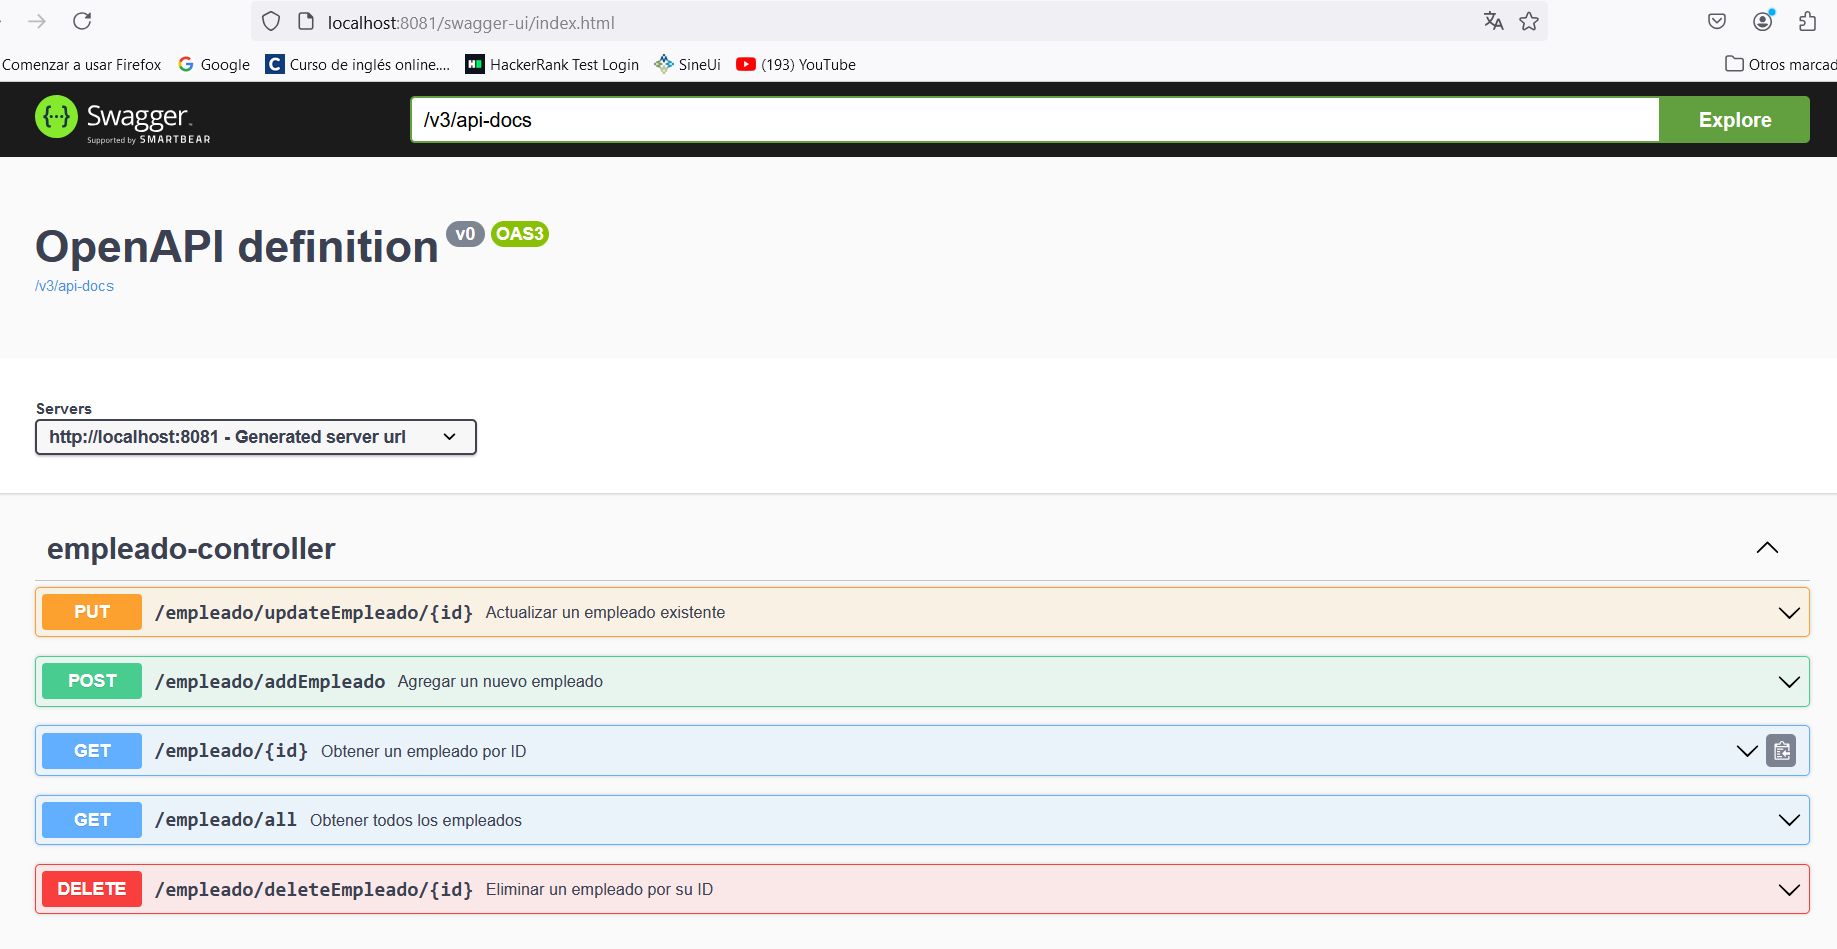 localhost:8081/swagger-ui/index.html
Comenzar a usar Firefox Google Curso de inglés online.... HackerRank Test Login SineUi (193) YouTube Otros marcad
Swagger
Supported by SMARTBEAR
/v3/api-docs Explore
OpenAPI definition v0 OAS3
/v3/api-docs
Servers
http://localhost:8081 - Generated server url
empleado-controller
PUT /empleado/updateEmpleado/{id} Actualizar un empleado existente
POST /empleado/addEmpleado Agregar un nuevo empleado
GET /empleado/{id} Obtener un empleado por ID
GET /empleado/all Obtener todos los empleados
DELETE /empleado/deleteEmpleado/{id} Eliminar un empleado por su ID